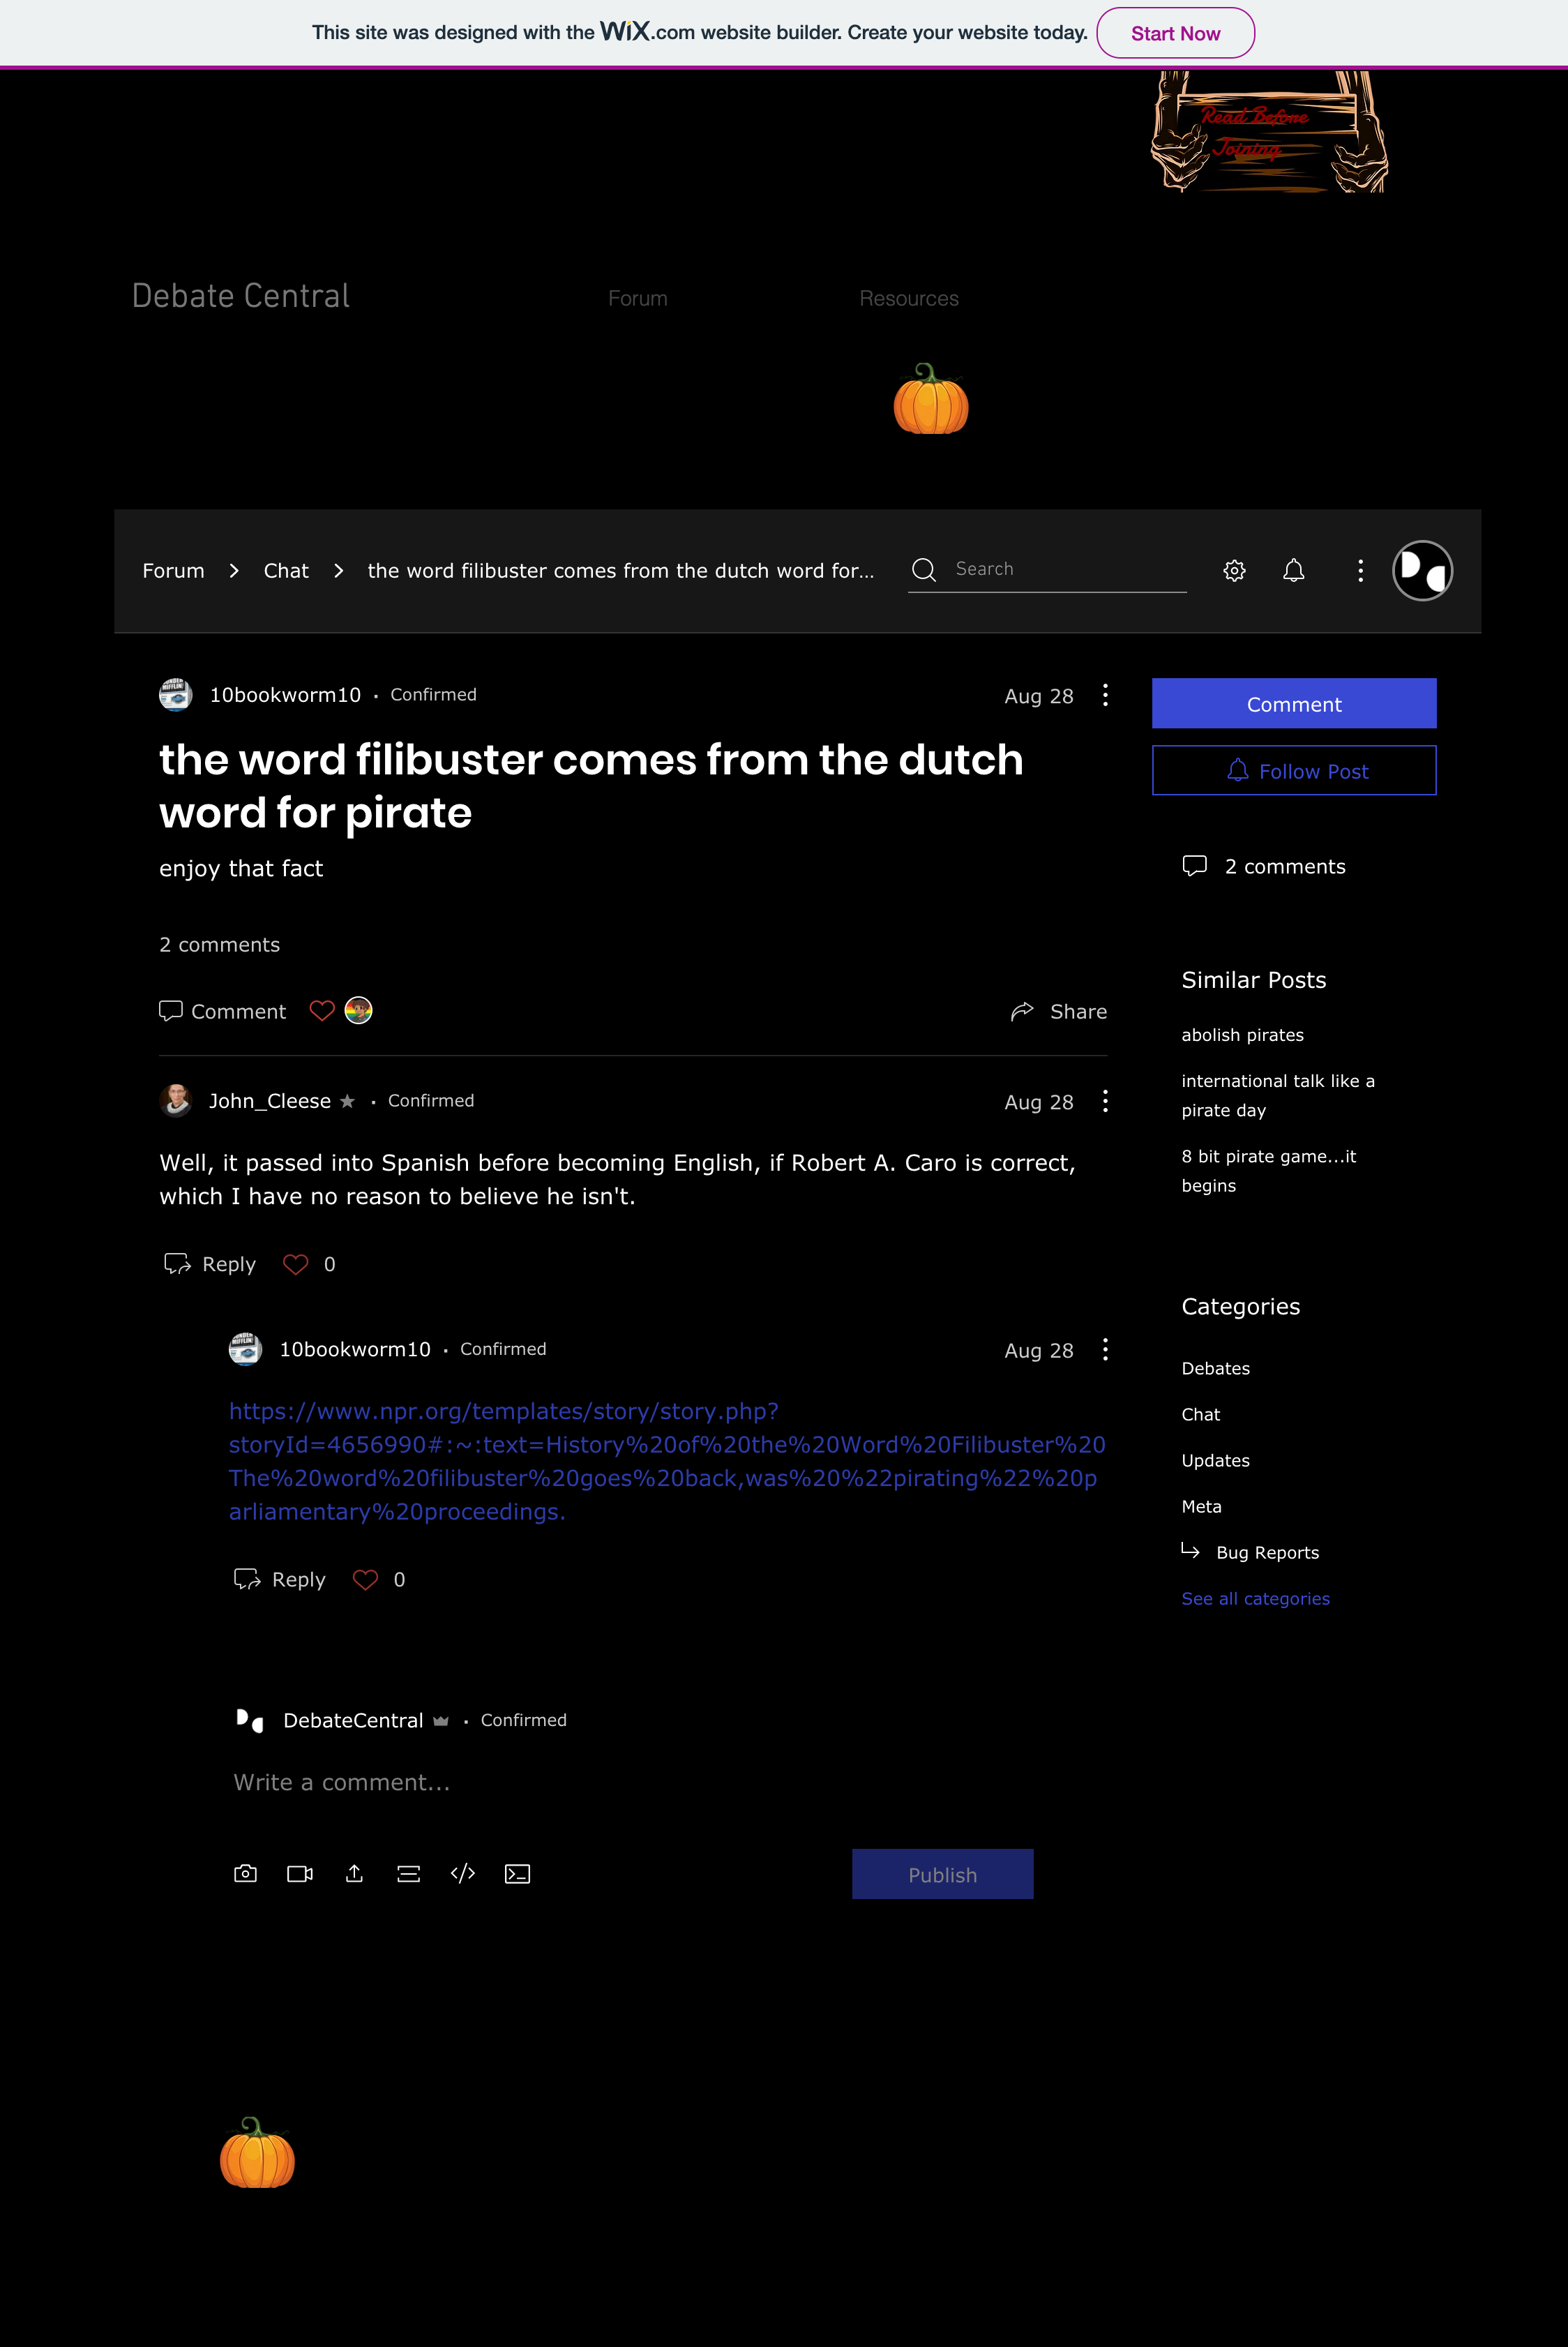 This site was designed with the WiX.com website builder. Create your website today.
Start Now
Read Before
Joining
Debate Central
Forum
Resources
Forum > Chat > the word filibuster comes from the dutch word for...
Search
10bookworm10 · Confirmed
Aug 28
the word filibuster comes from the dutch
word for pirate
enjoy that fact
2 comments
Comment
Share
John_Cleese · Confirmed
Aug 28
Well, it passed into Spanish before becoming English, if Robert A. Caro is correct,
which I have no reason to believe he isn't.
Reply 0
10bookworm10 · Confirmed
Aug 28
https://www.npr.org/templates/story/story.php?
storyId=4656990#:~:text=History%20of%20the%20Word%20Filibuster%20
The%20word%20filibuster%20goes%20back,was%20%22pirating%22%20p
arliamentary%20proceedings.
Reply 0
DebateCentral · Confirmed
Write a comment...
Publish
Comment
Follow Post
2 comments
Similar Posts
abolish pirates
international talk like a
pirate day
8 bit pirate game...it
begins
Categories
Debates
Chat
Updates
Meta
Bug Reports
See all categories